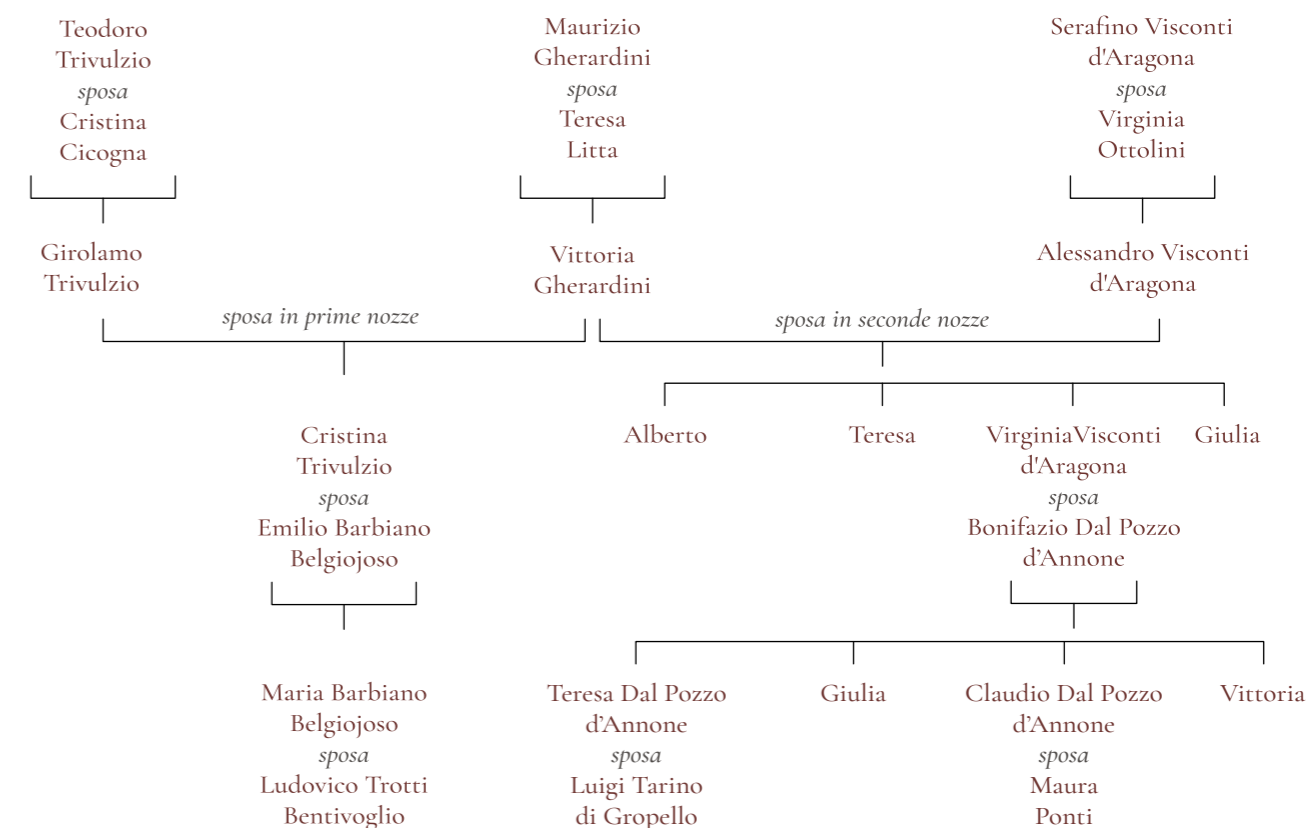 Teodoro
Trivulzio
sposa
Cristina
Cicogna
Maurizio
Gherardini
sposa
Teresa
Litta
Serafino Visconti
d'Aragona
sposa
Virginia
Ottolini
Girolamo
Trivulzio
Vittoria
Gherardini
Alessandro Visconti
d'Aragona
sposa in prime nozze
sposa in seconde nozze
Cristina
Trivulzio
sposa
Emilio Barbiano
Belgiojoso
Alberto
Teresa
VirginiaVisconti
d'Aragona
sposa
Bonifazio Dal Pozzo
d’Annone
Giulia
Maria Barbiano
Belgiojoso
sposa
Ludovico Trotti
Bentivoglio
Teresa Dal Pozzo
d’Annone
sposa
Luigi Tarino
di Gropello
Giulia
Claudio Dal Pozzo
d’Annone
sposa
Maura
Ponti
Vittoria